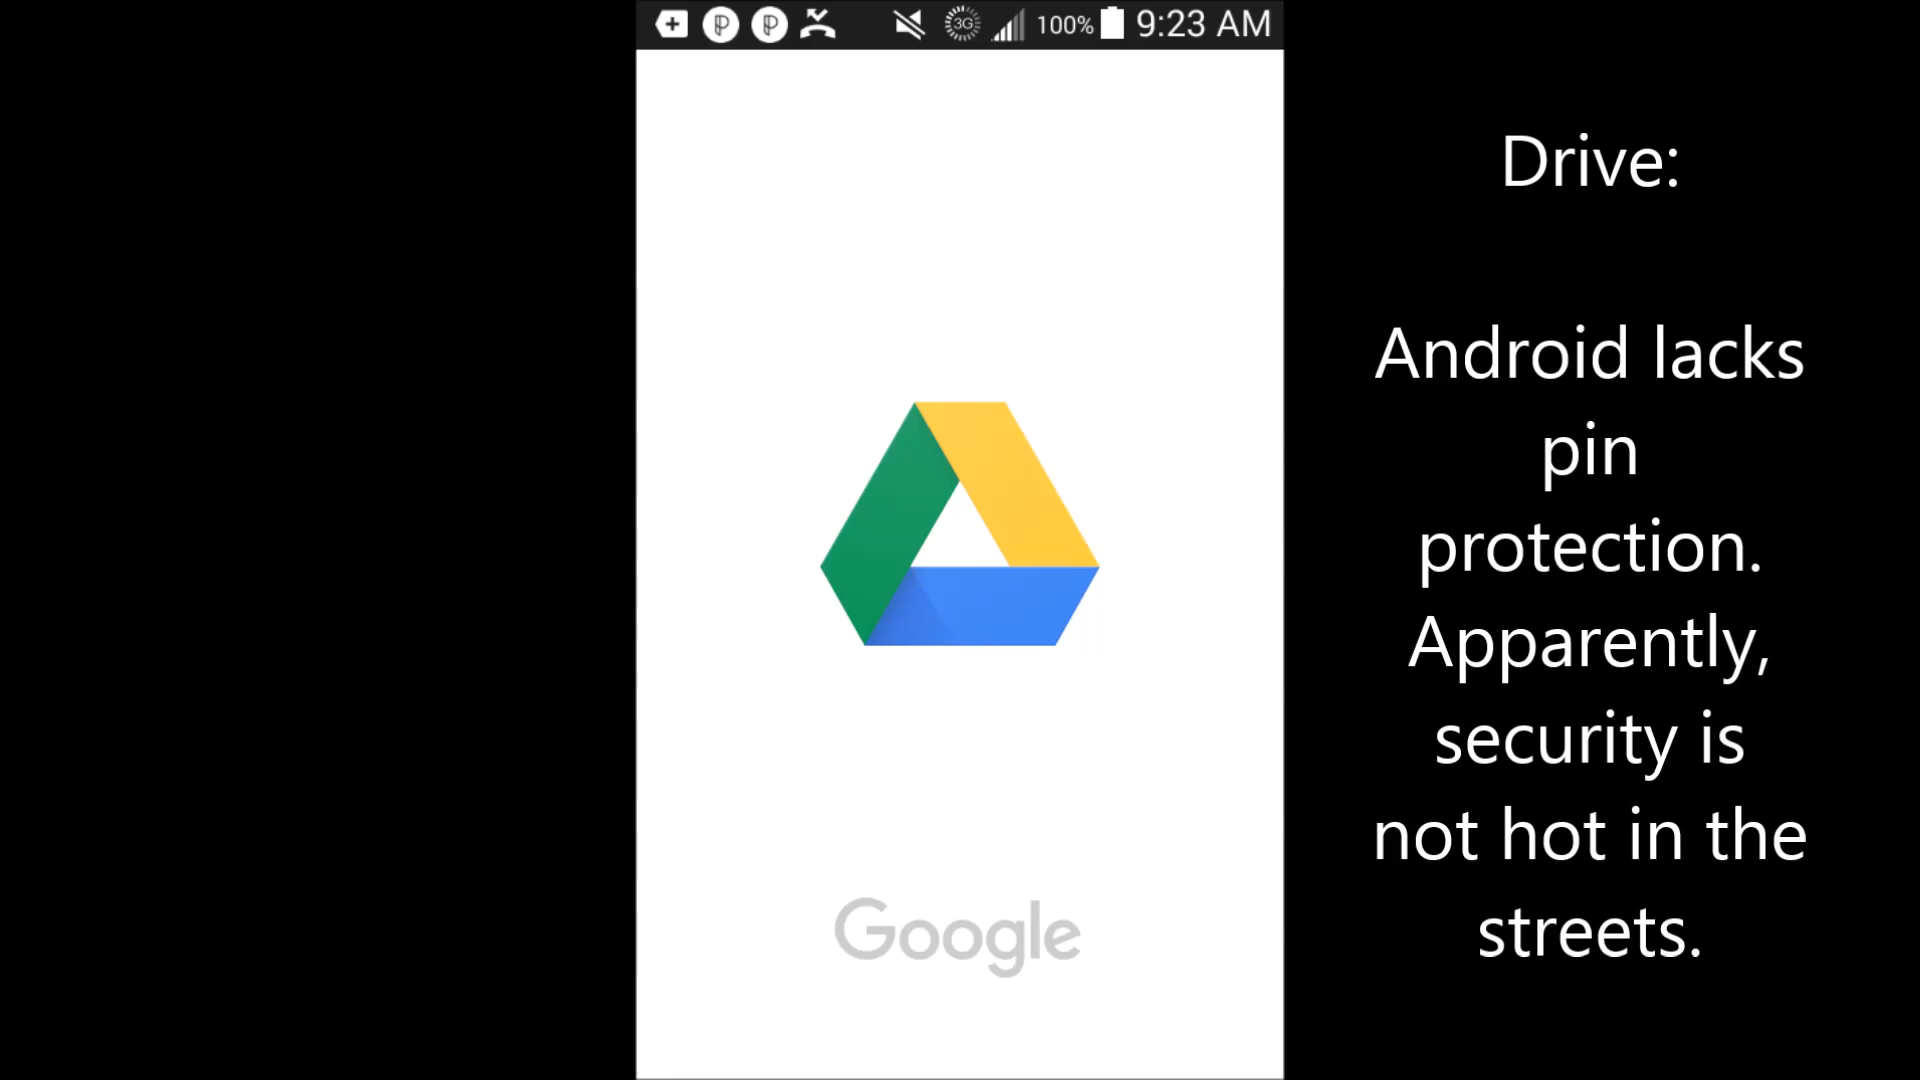 3G 100% 9:23 AM
Drive:
Android lacks
pin
protection.
Apparently,
security is
not hot in the
streets.
Google